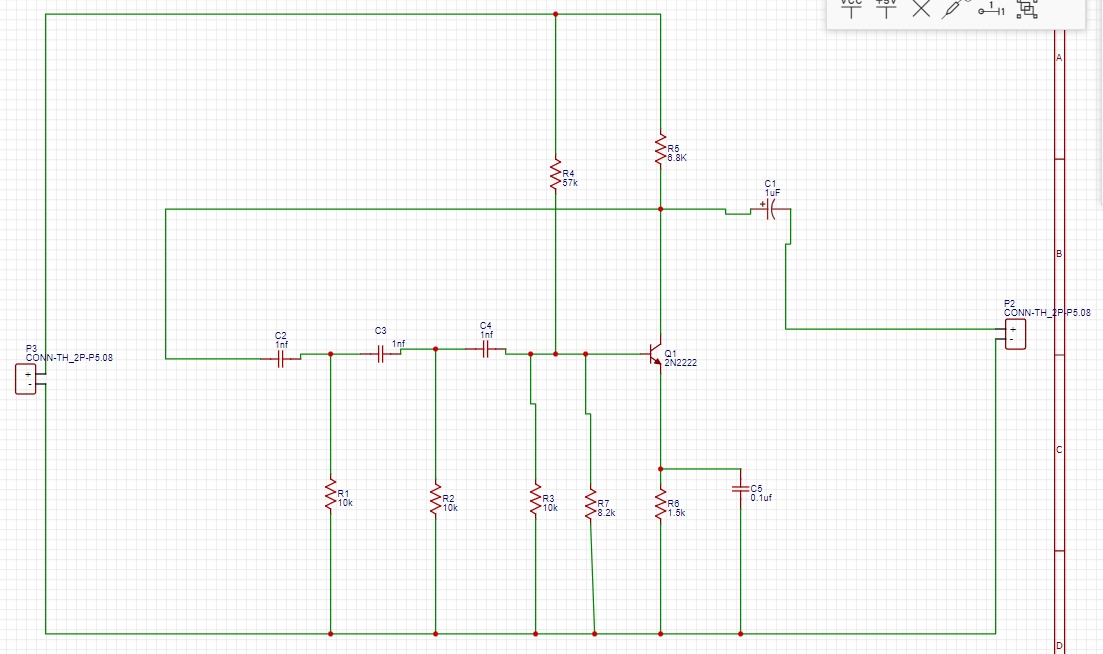 VCC
+5V
1
1
A
R5
6.8K
R4
57k
C1
1uF
+
B
P2
CONN-TH_2P-P5.08
+
-
C4
1nf
C3
1nf
C2
1nf
P3
CONN-TH_2P-P5.08
+
-
Q1
2N2222
C
C5
0.1uf
R1
10k
R2
10k
R3
10k
R7
8.2k
R6
1.5k
D